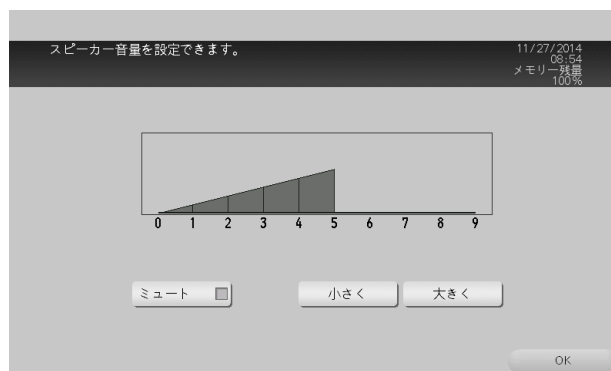 スピーカー音量を設定できます。
11/27/2014
08:54
メモリー残量
100%
0 1 2 3 4 5 6 7 8 9
ミュート
小さく
大きく
OK